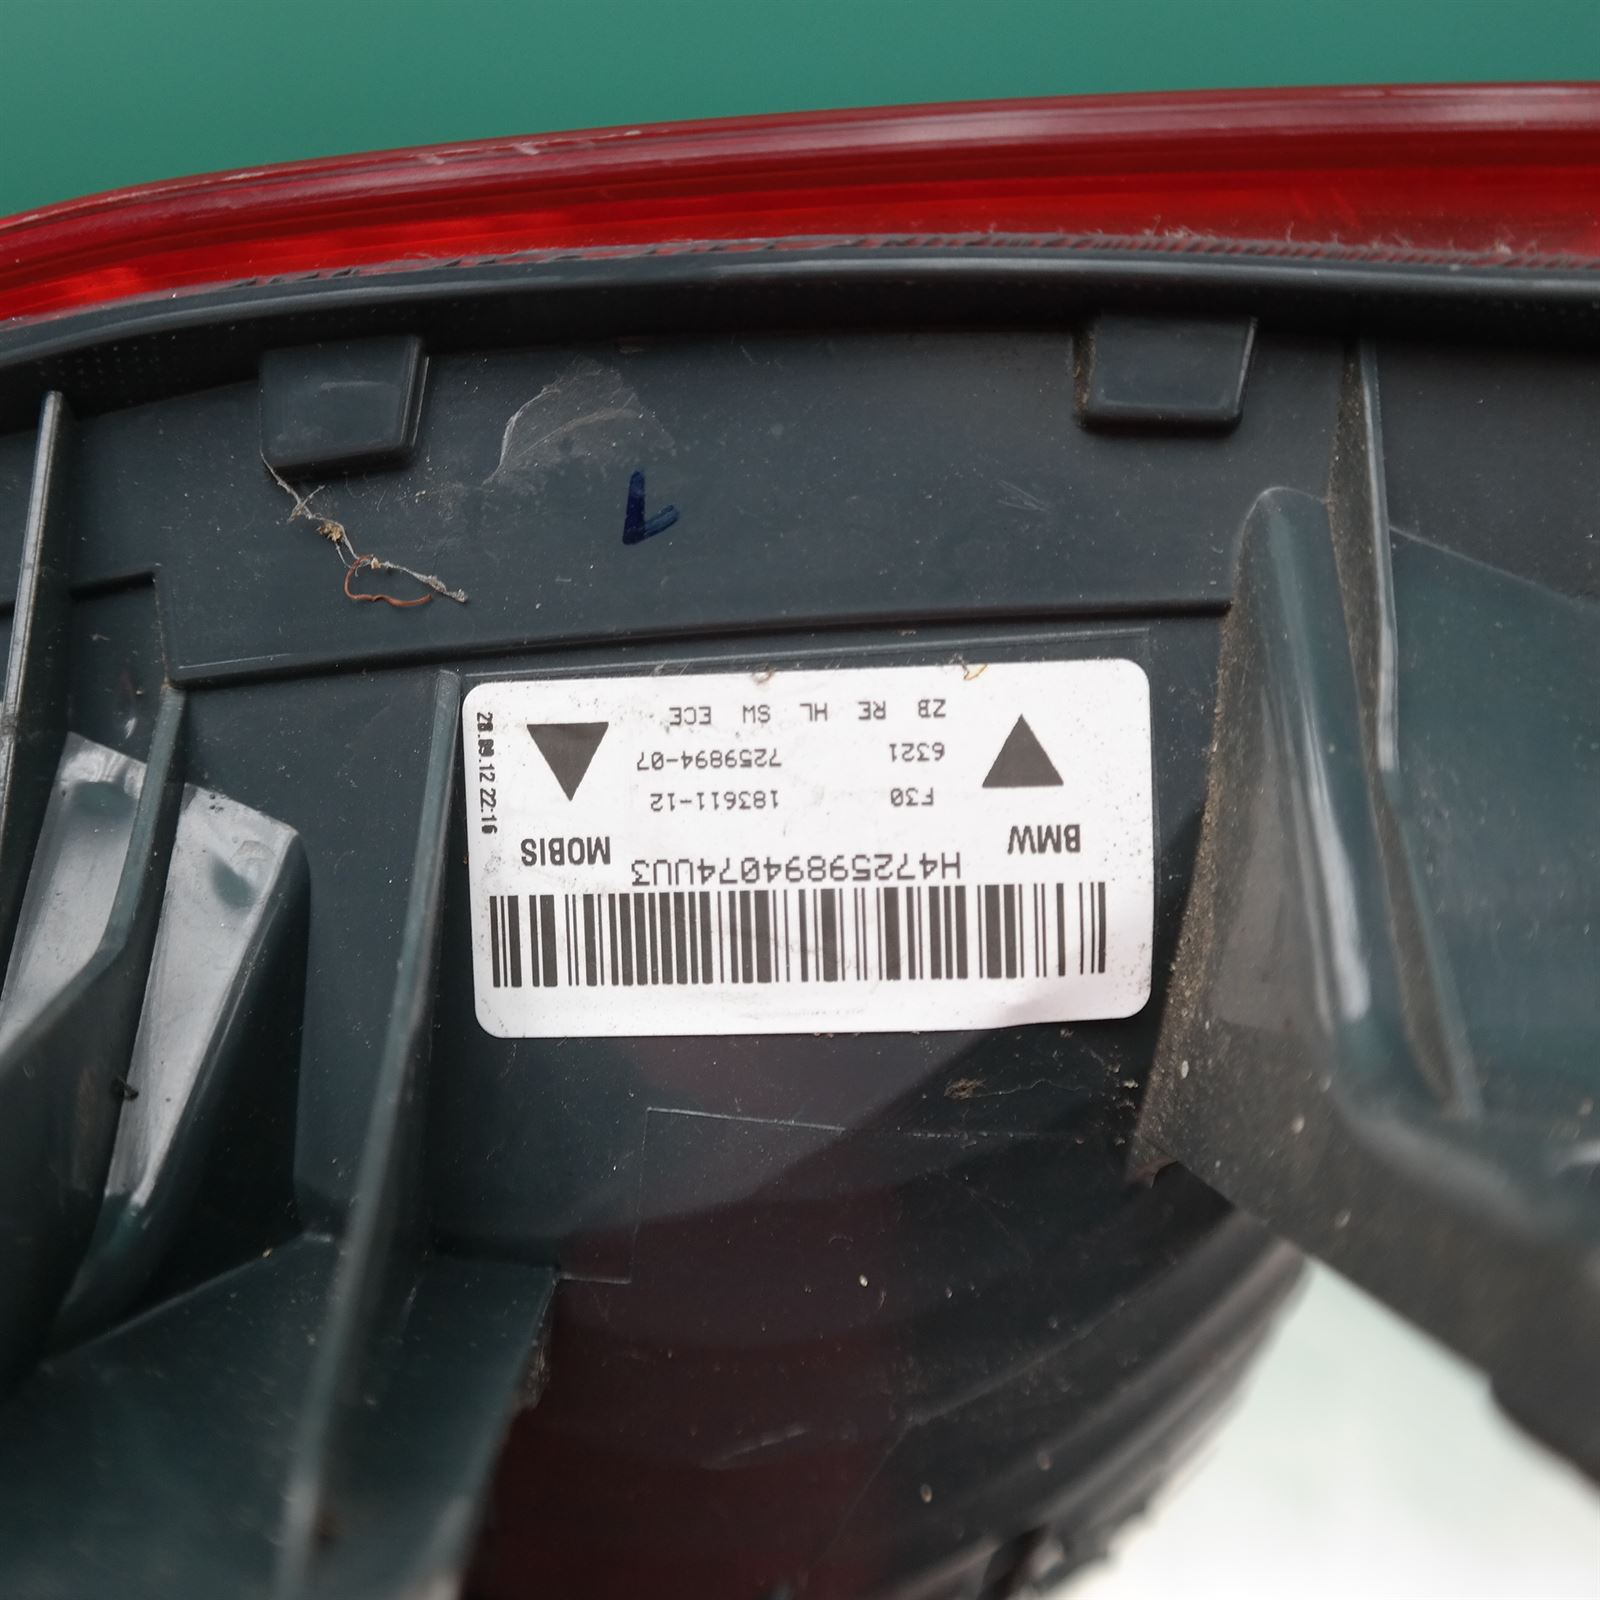 L
H47259894074UU3
BMW MOBIS
F30 183611-12
6321 7259894-07
ZB RE HL SW ECE
28.09.12 22:16